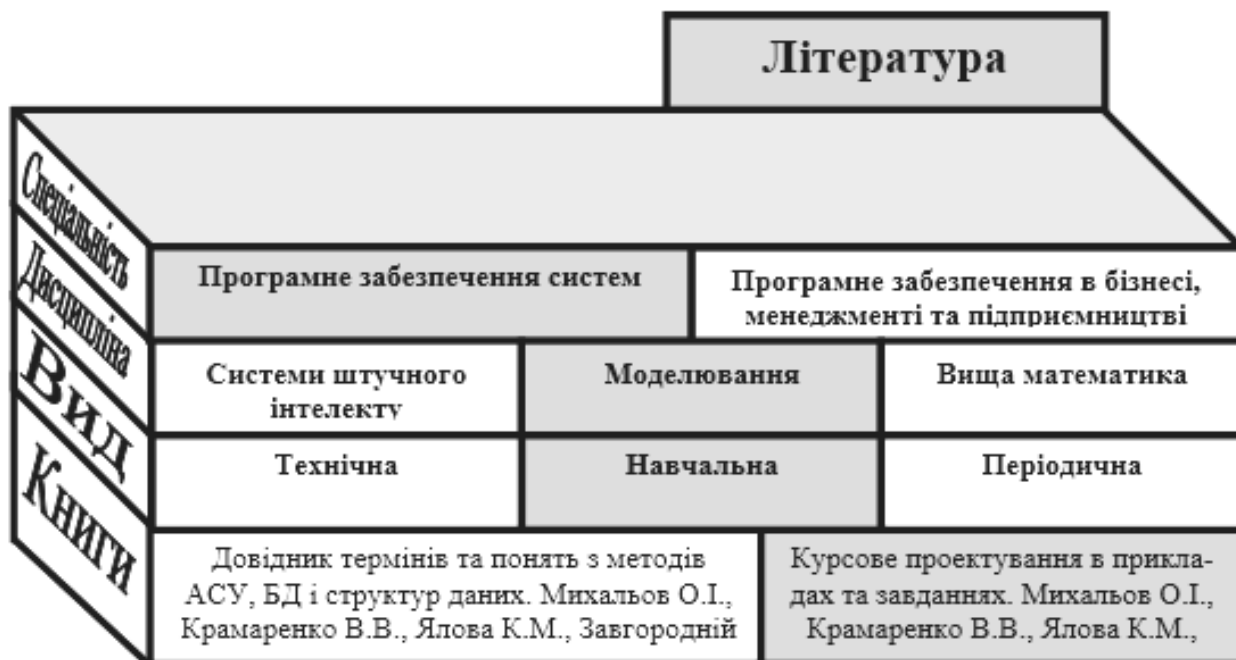 Література
Спеціальність
Дисципліна
Вид
Книги
Програмне забезпечення систем
Програмне забезпечення в бізнесі,
менеджменті та підприємництві
Системи штучного
інтелекту
Моделювання
Вища математика
Технічна
Навчальна
Періодична
Довідник термінів та понять з методів
АСУ, БД і структур даних. Михальов О.І.,
Крамаренко В.В., Ялова К.М., Завгородній
Курсове проектування в прикла-
дах та завданнях. Михальов О.І.,
Крамаренко В.В., Ялова К.М.,